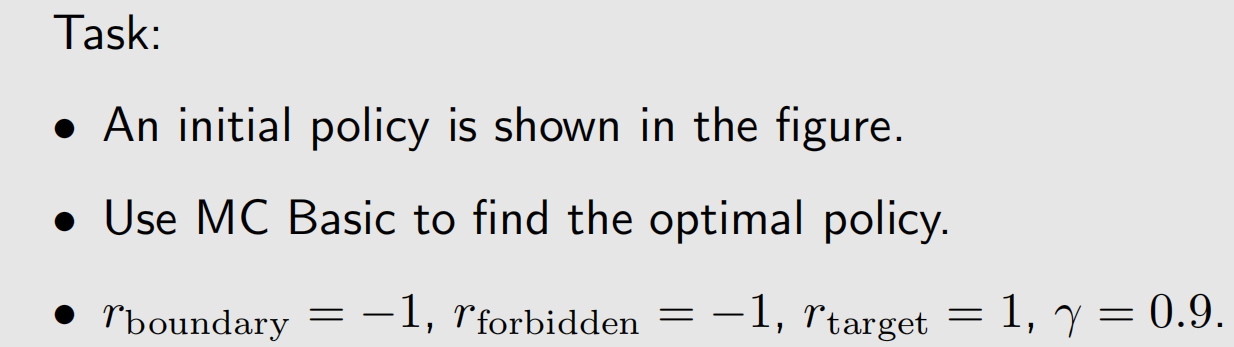 Task:
• An initial policy is shown in the figure.
• Use MC Basic to find the optimal policy.
• r_boundary = −1, r_forbidden = −1, r_target = 1, γ = 0.9.